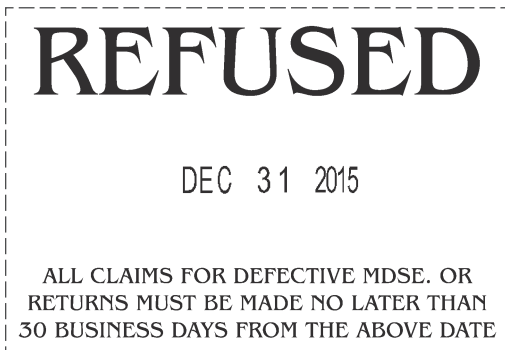 REFUSED
DEC 31 2015
ALL CLAIMS FOR DEFECTIVE MDSE. OR
RETURNS MUST BE MADE NO LATER THAN
30 BUSINESS DAYS FROM THE ABOVE DATE